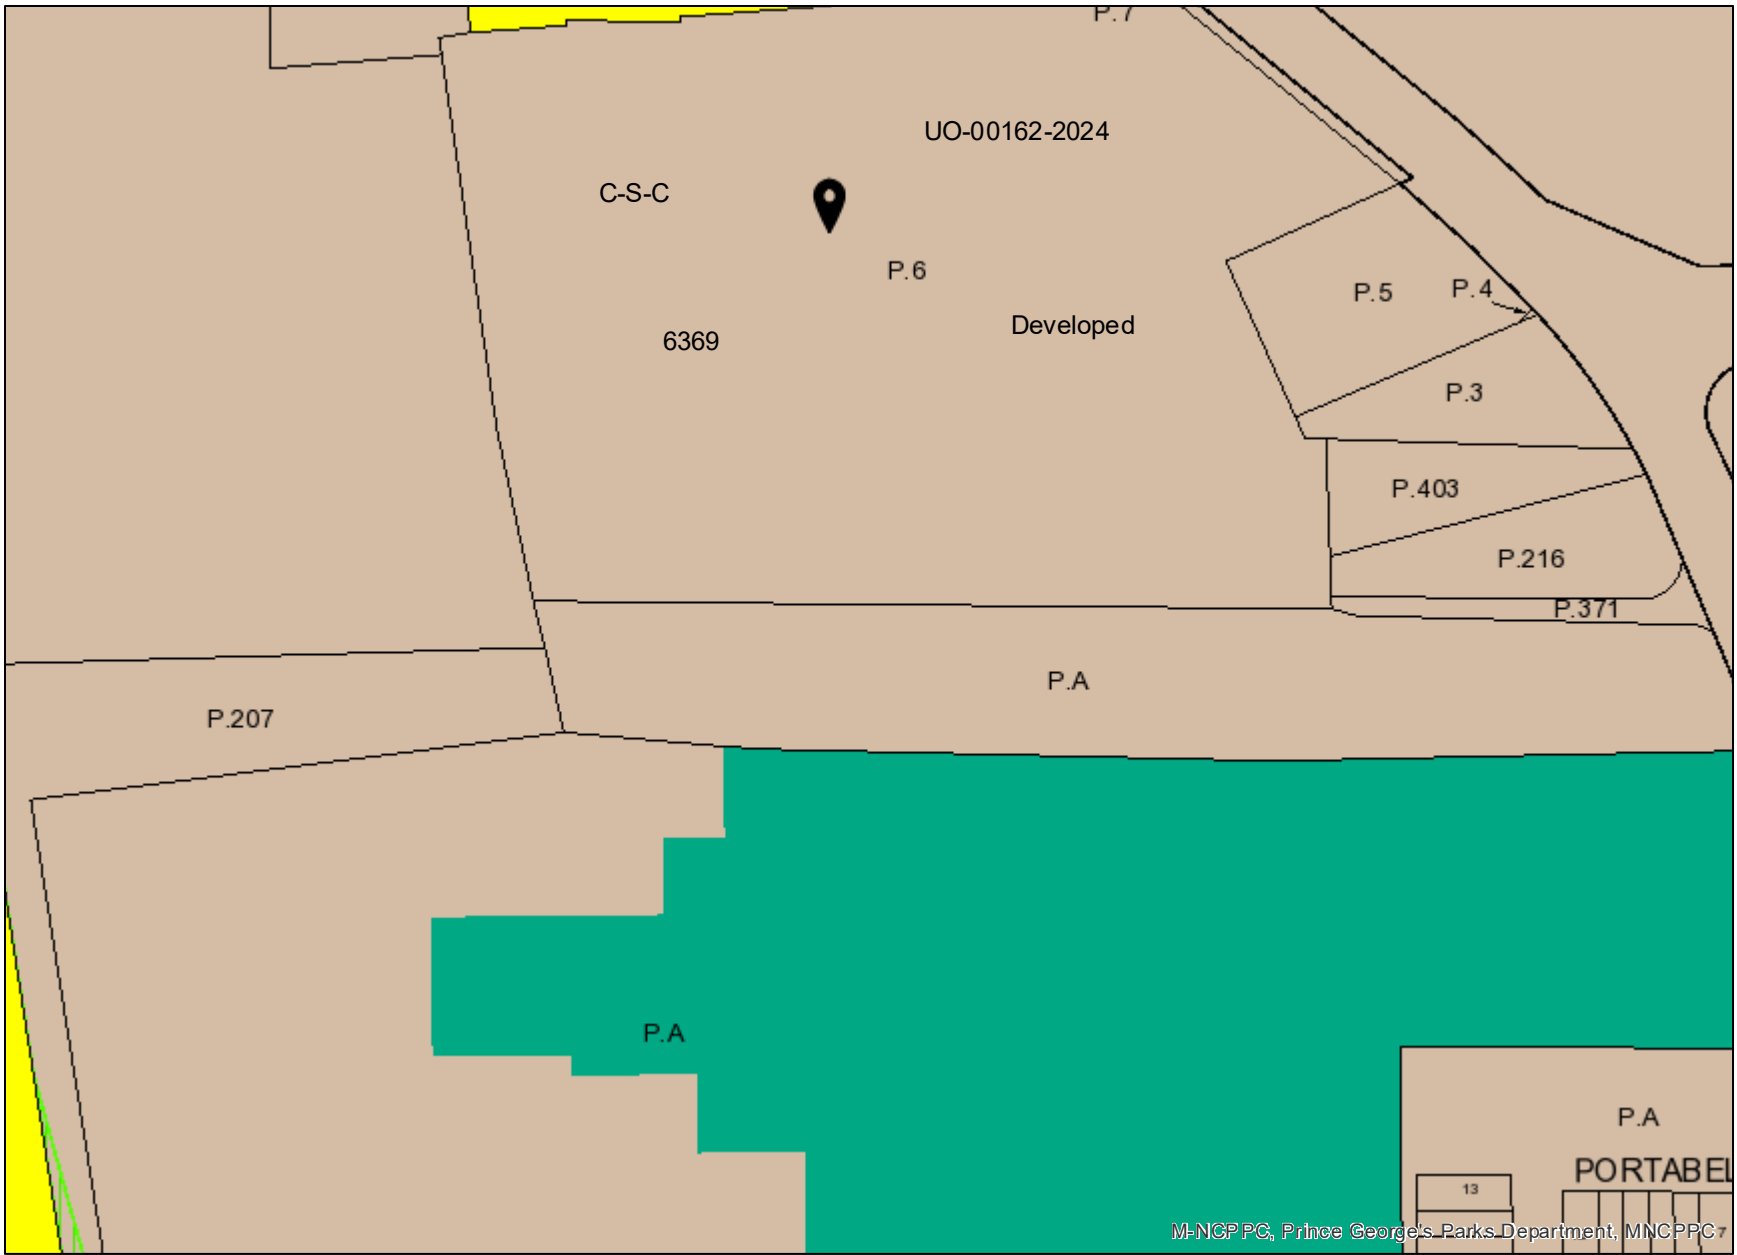 P.7
UO-00162-2024
C-S-C
P.6
P.5
P.4
Developed
6369
P.3
P.403
P.216
P.371
P.A
P.207
P.A
P.A
PORTABEL
13
7
M-NCPPC, Prince George's Parks Department, MNCPPC